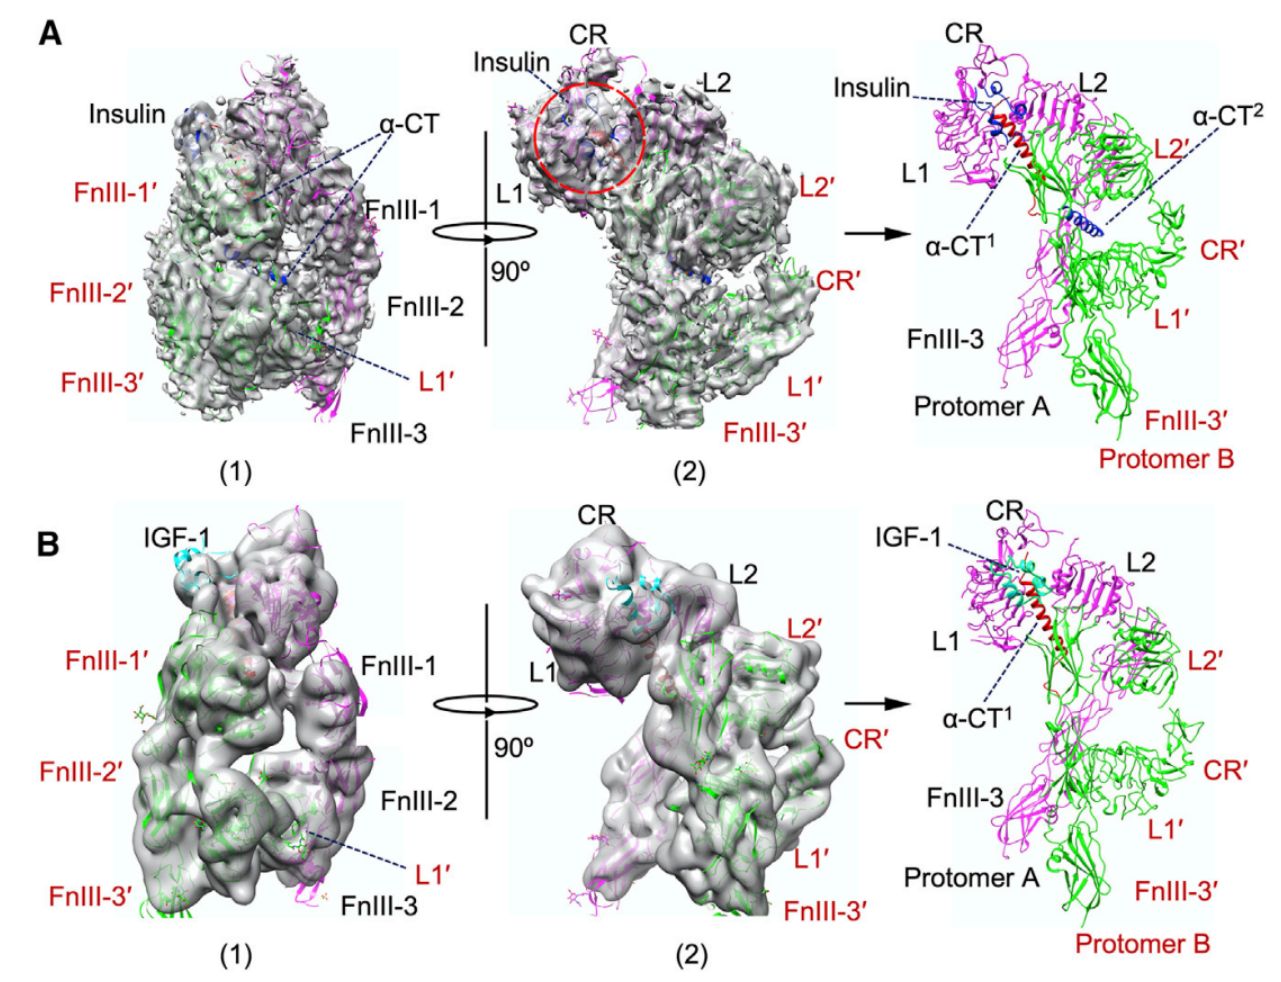 A
Insulin
α-CT
FnIII-1′
FnIII-1
FnIII-2′
FnIII-2
FnIII-3′
L1′
FnIII-3
(1)
90º
CR
Insulin
L2
L1
L2′
CR′
L1′
FnIII-3′
(2)
CR
Insulin
L2
α-CT²
L2′
L1
α-CT¹
CR′
L1′
FnIII-3
Protomer A
FnIII-3′
Protomer B
B
IGF-1
FnIII-1′
FnIII-1
FnIII-2′
FnIII-2
L1′
FnIII-3′
FnIII-3
(1)
90º
CR
L2
L2′
L1
CR′
L1′
FnIII-3′
(2)
CR
IGF-1
L2
L1
L2′
α-CT¹
CR′
FnIII-3
L1′
Protomer A
FnIII-3′
Protomer B